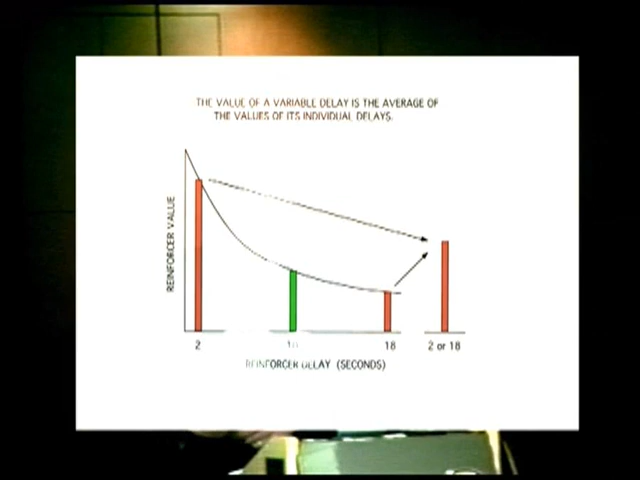 THE VALUE OF A VARIABLE DELAY IS THE AVERAGE OF
THE VALUES OF ITS INDIVIDUAL DELAYS.
REINFORCER VALUE
2
10
18
2 or 18
REINFORCER DELAY (SECONDS)